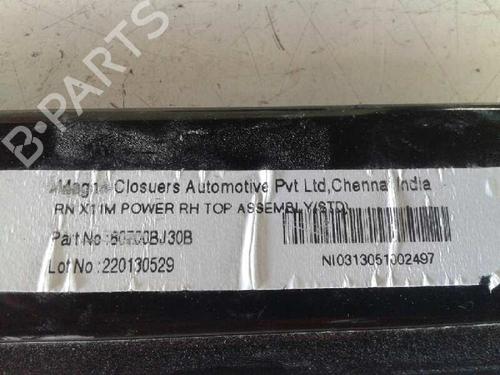 B-PARTS
Magna Closuers Automotive Pvt Ltd,Chennai India
RN X11M POWER RH TOP ASSEMBLY(STD)
Part No :80700BJ30B
Lot No :220130529
NI0313051002497